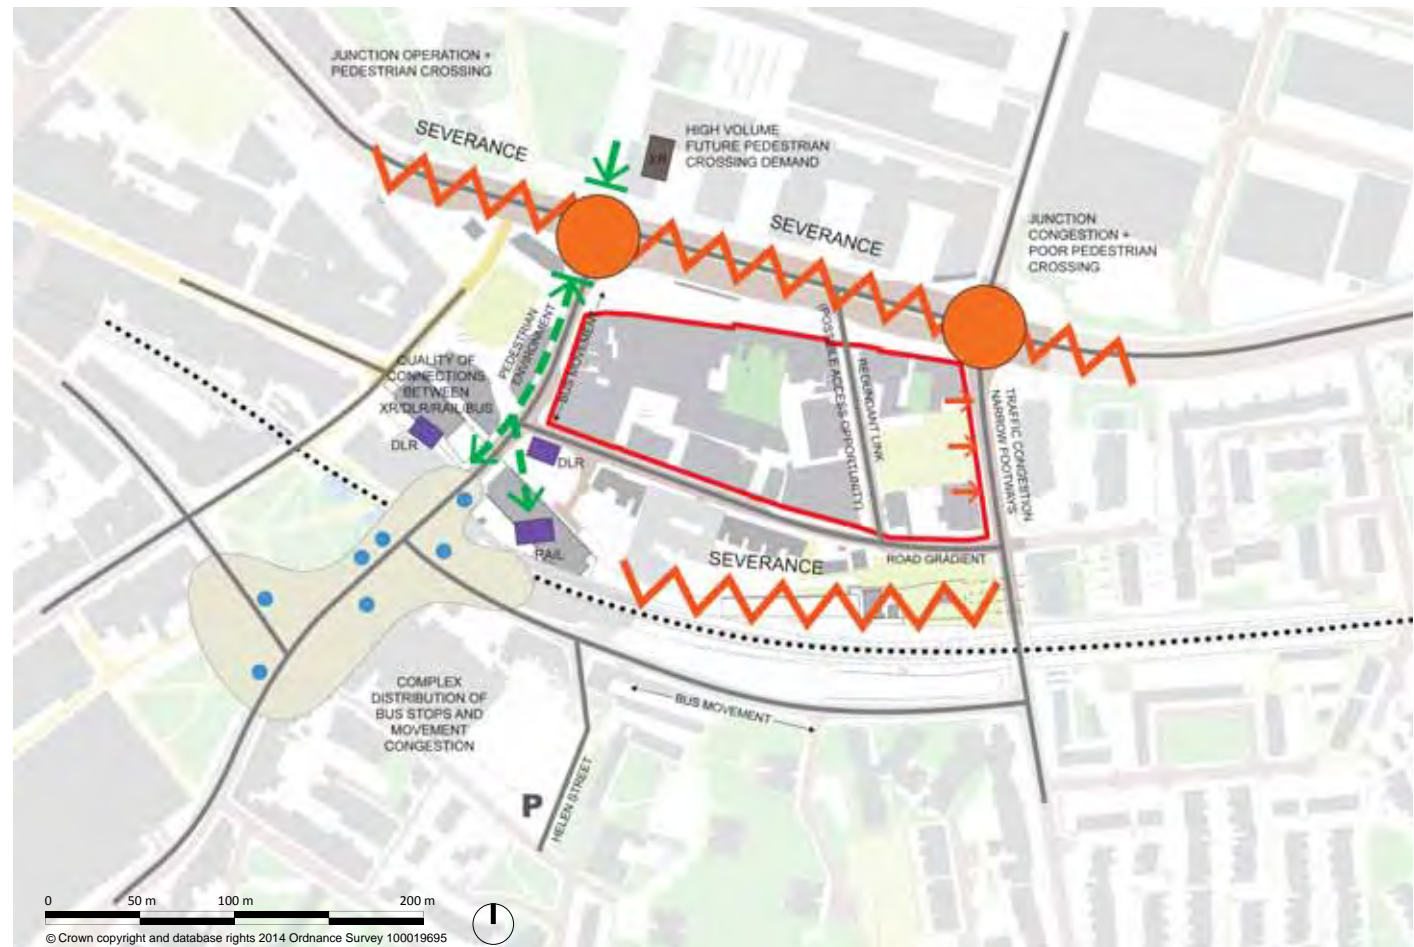 JUNCTION OPERATION +
PEDESTRIAN CROSSING
SEVERANCE
HIGH VOLUME
FUTURE PEDESTRIAN
CROSSING DEMAND
XR
SEVERANCE
JUNCTION
CONGESTION +
POOR PEDESTRIAN
CROSSING
PEDESTRIAN
ENVIRONMENT
BUS MOVEMENT
QUALITY OF
CONNECTIONS
BETWEEN
XR/DLR/RAIL/BUS
DLR
DLR
RAIL
REDUNDANT LINK
(POSSIBLE ACCESS OPPORTUNITY)
TRAFFIC CONGESTION
NARROW FOOTWAYS
ROAD GRADIENT
SEVERANCE
COMPLEX
DISTRIBUTION OF
BUS STOPS AND
MOVEMENT
CONGESTION
BUS MOVEMENT
P
HELEN STREET
0 50 m 100 m 200 m
© Crown copyright and database rights 2014 Ordnance Survey 100019695